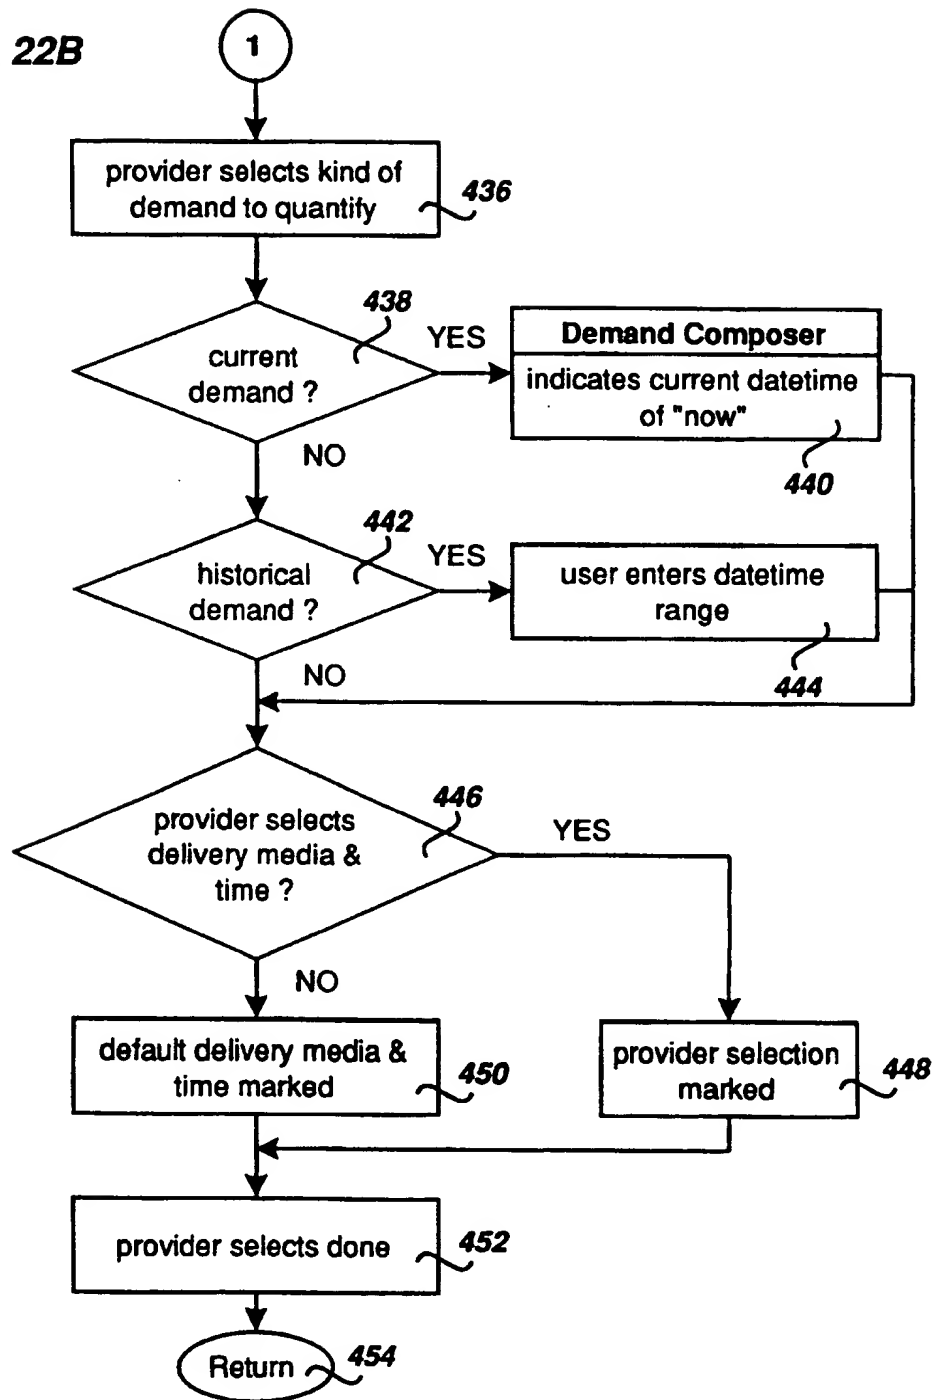 22B
1
provider selects kind of
demand to quantify
436
438
current
demand ?
YES
Demand Composer
indicates current datetime
of "now"
440
NO
442
historical
demand ?
YES
user enters datetime
range
444
NO
446
provider selects
delivery media &
time ?
YES
NO
default delivery media &
time marked
450
provider selection
marked
448
provider selects done
452
Return
454